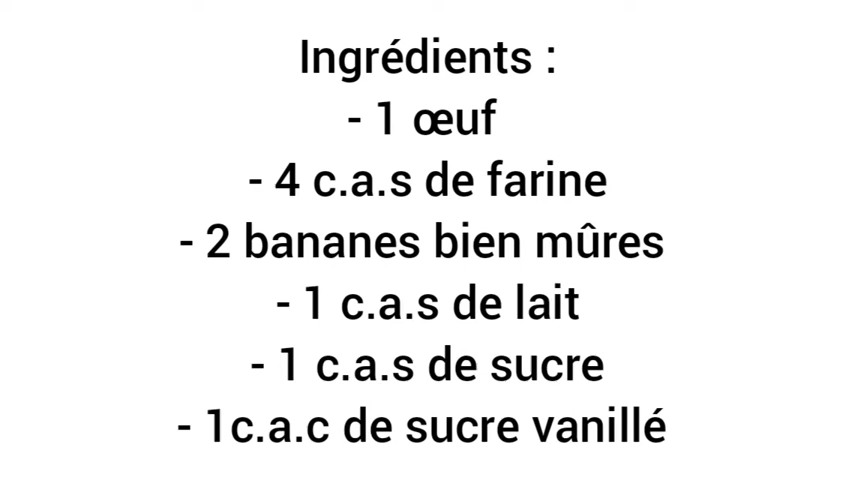 Ingrédients :
- 1 œuf
- 4 c.a.s de farine
- 2 bananes bien mûres
- 1 c.a.s de lait
- 1 c.a.s de sucre
- 1c.a.c de sucre vanillé